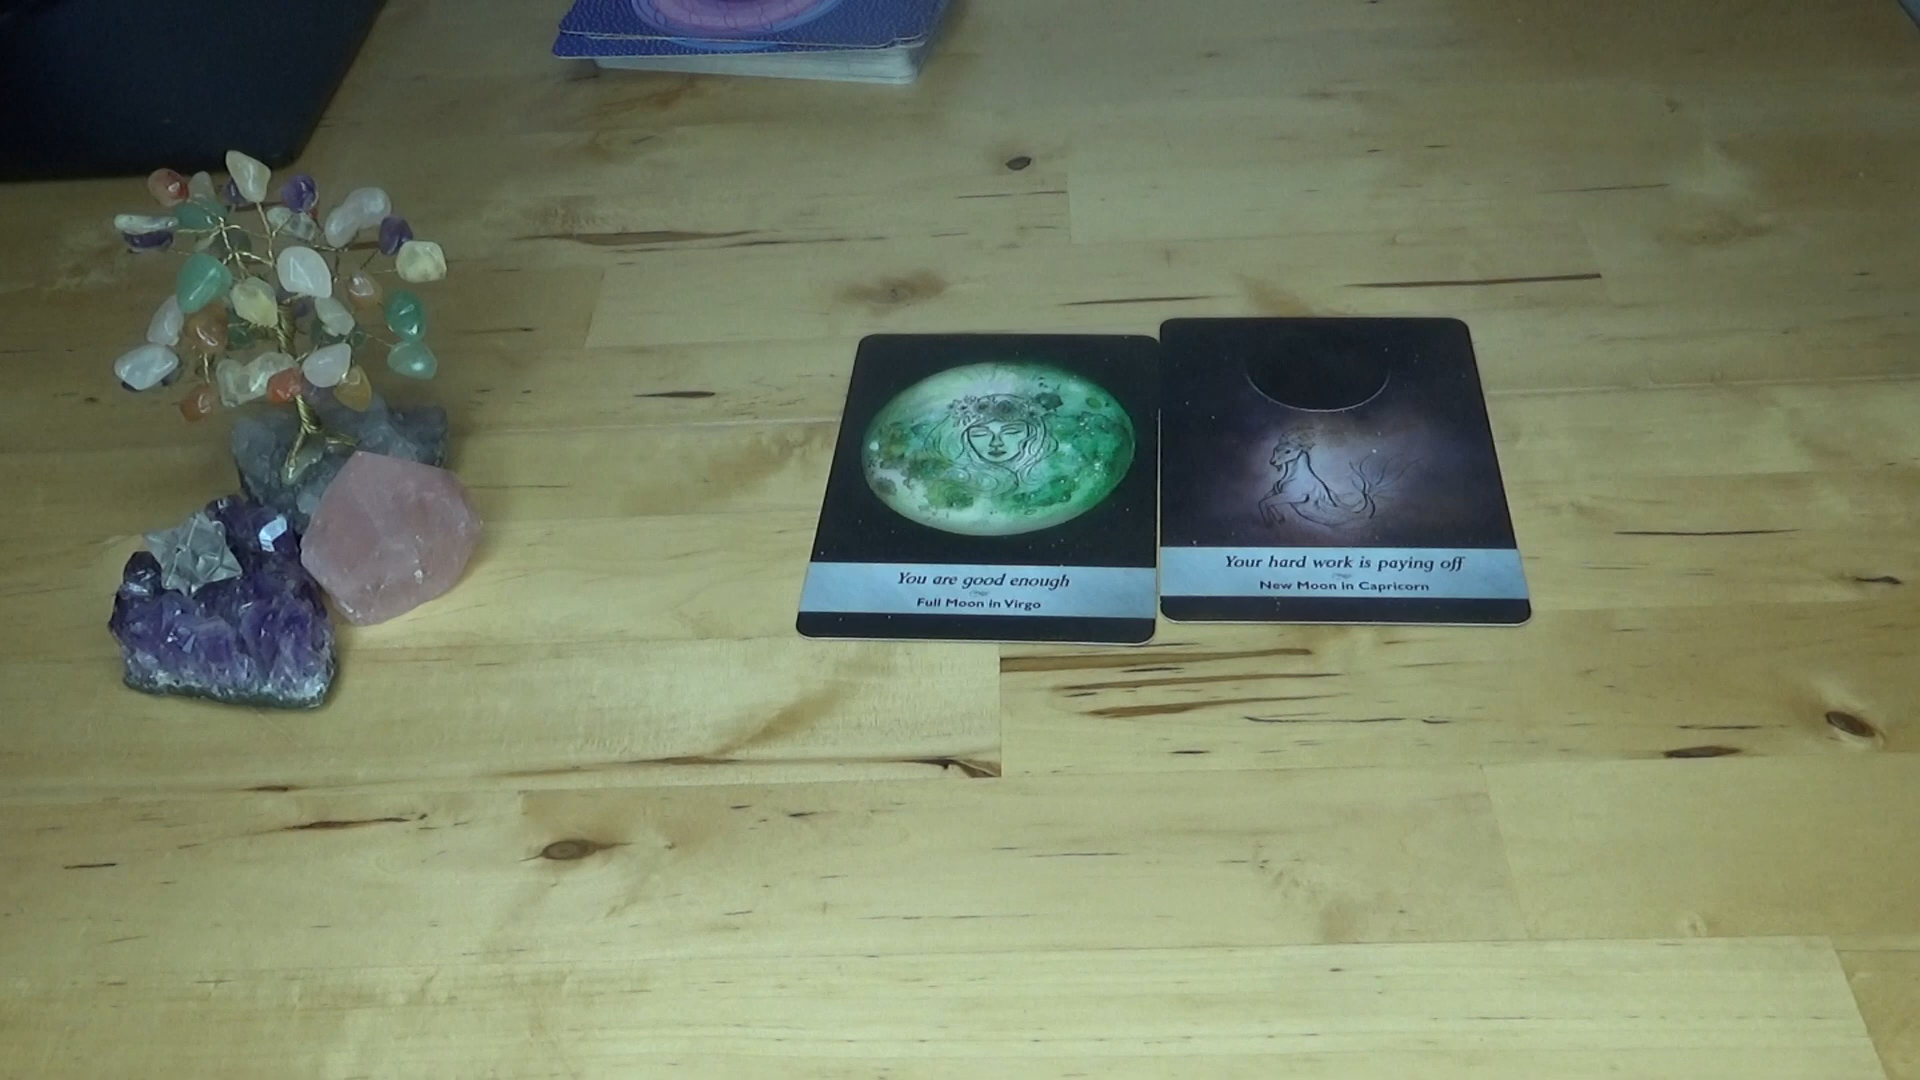 You are good enough
Full Moon in Virgo
Your hard work is paying off
New Moon in Capricorn